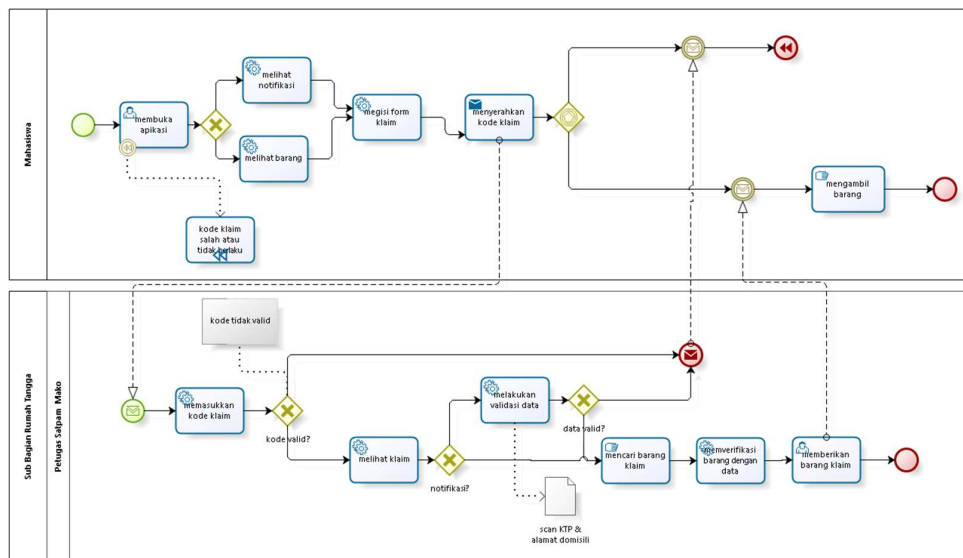 Mahasiswa
membuka
apikasi
melihat
notifikasi
melihat barang
megisi form
klaim
menyerahkan
kode klaim
mengambil
barang
kode klaim
salah atau
Sub Bagian Rumah Tangga
Petugas Satpam Mako
kode tidak valid
memasukkan
kode klaim
kode valid?
melihat klaim
notifikasi?
melakukan
validasi data
data valid?
scan KTP &
alamat domisili
mencari barang
klaim
memverifikasi
barang dengan
data
memberikan
barang klaim